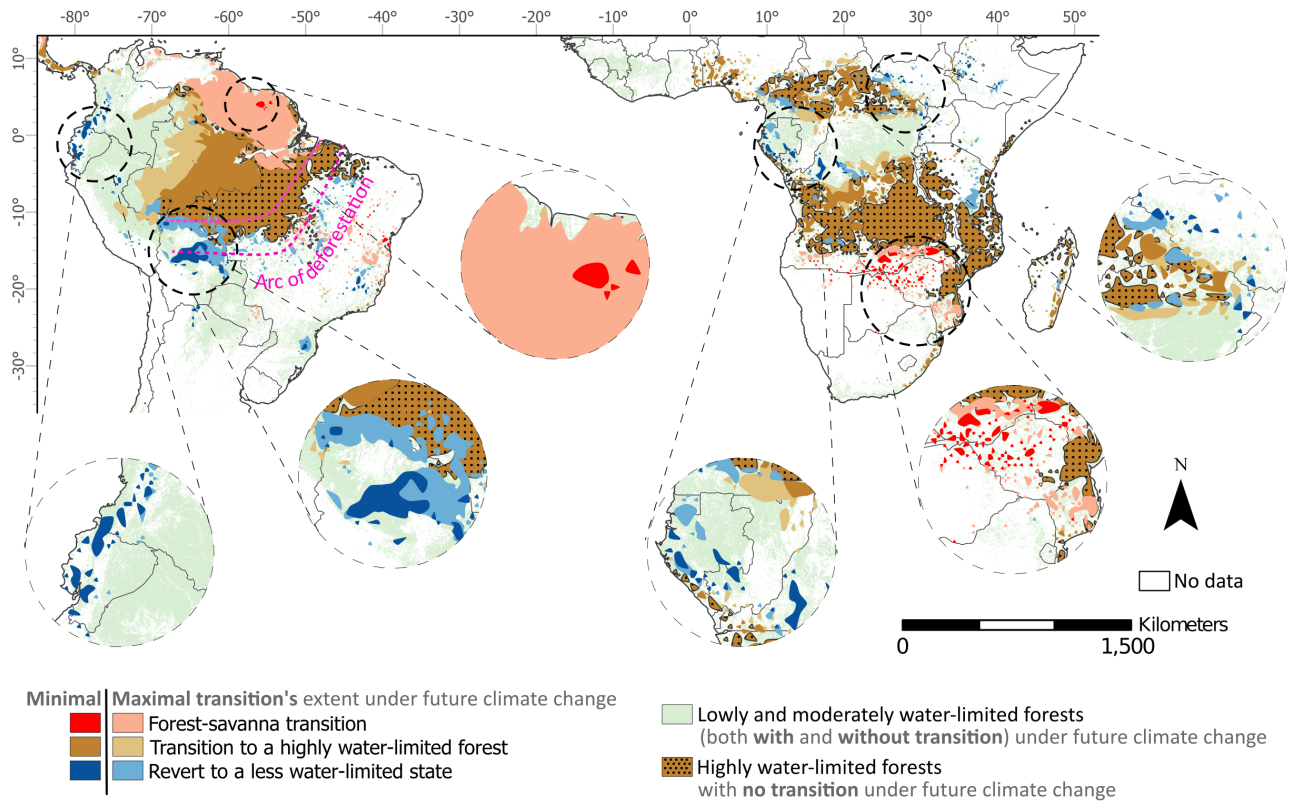 -80° -70° -60° -50° -40° -30° -20° -10° 0° 10° 20° 30° 40° 50°
10°
0°
-10°
-20°
-30°
Arc of deforestation
N
No data
Kilometers
0 1,500
Minimal Maximal transition's extent under future climate change
Forest-savanna transition
Transition to a highly water-limited forest
Revert to a less water-limited state
Lowly and moderately water-limited forests
(both with and without transition) under future climate change
Highly water-limited forests
with no transition under future climate change